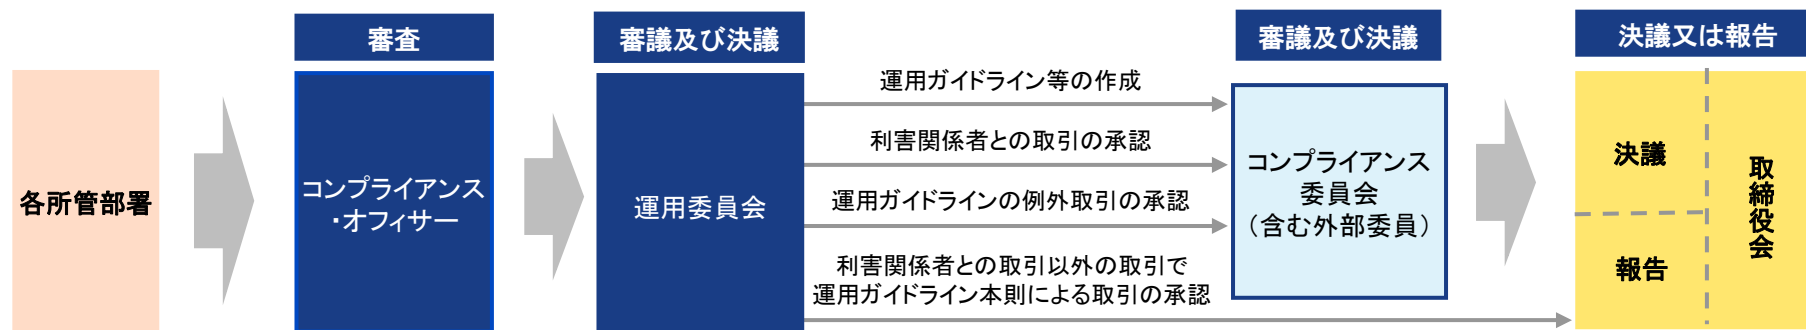 審査
審議及び決議
審議及び決議
決議又は報告
各所管部署
コンプライアンス
・オフィサー
運用委員会
運用ガイドライン等の作成
利害関係者との取引の承認
運用ガイドラインの例外取引の承認
利害関係者との取引以外の取引で
運用ガイドライン本則による取引の承認
コンプライアンス
委員会
（含む外部委員）
決議
報告
取締役会